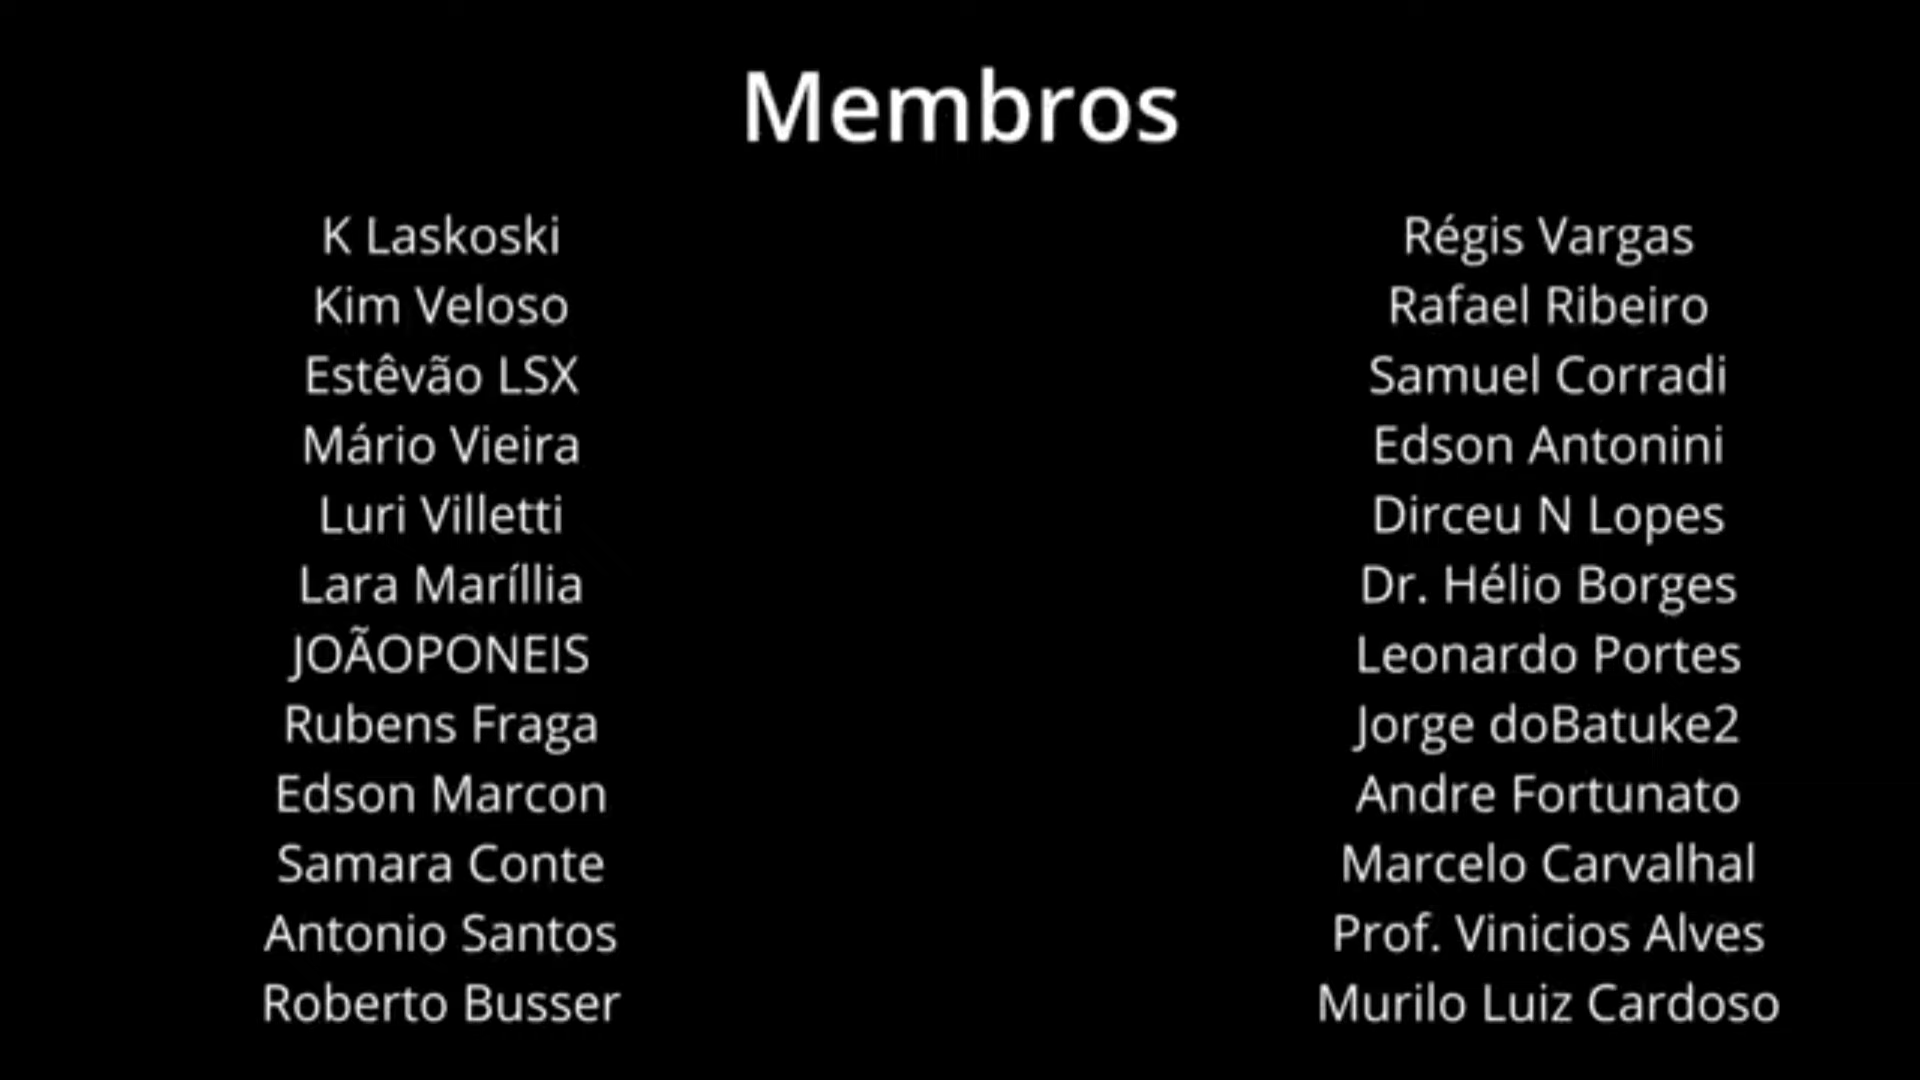 Membros
K Laskoski
Kim Veloso
Estêvão LSX
Mário Vieira
Luri Villetti
Lara Maríllia
JOÃOPONEIS
Rubens Fraga
Edson Marcon
Samara Conte
Antonio Santos
Roberto Busser
Régis Vargas
Rafael Ribeiro
Samuel Corradi
Edson Antonini
Dirceu N Lopes
Dr. Hélio Borges
Leonardo Portes
Jorge doBatuke2
Andre Fortunato
Marcelo Carvalhal
Prof. Vinicios Alves
Murilo Luiz Cardoso